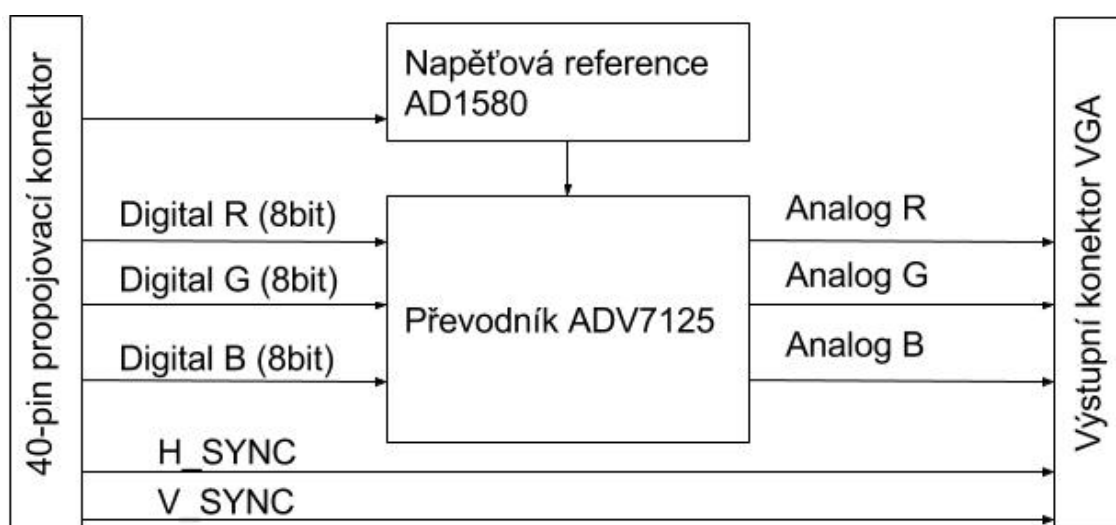 40-pin propojovací konektor
Napěťová reference
AD1580
Digital R (8bit)
Digital G (8bit)
Digital B (8bit)
Převodník ADV7125
Analog R
Analog G
Analog B
H_SYNC
V_SYNC
Výstupní konektor VGA